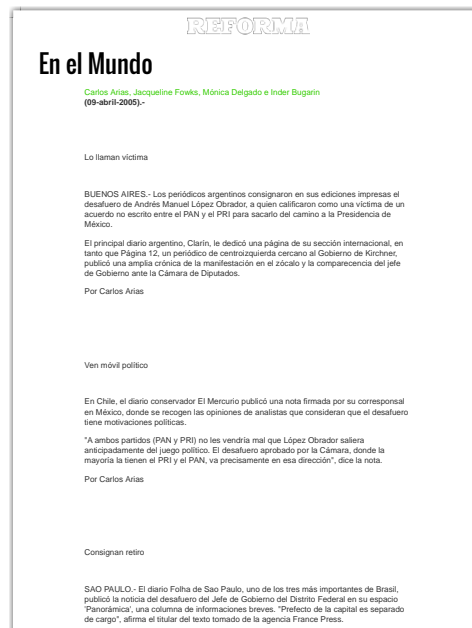 REFORMA
En el Mundo
Carlos Arias, Jacqueline Fowks, Mónica Delgado e Inder Bugarin
(09-abril-2005).-
Lo llaman víctima
BUENOS AIRES.- Los periódicos argentinos consignaron en sus ediciones impresas el
desafuero de Andrés Manuel López Obrador, a quien calificaron como una víctima de un
acuerdo no escrito entre el PAN y el PRI para sacarlo del camino a la Presidencia de
México.
El principal diario argentino, Clarín, le dedicó una página de su sección internacional, en
tanto que Página 12, un periódico de centroizquierda cercano al Gobierno de Kirchner,
publicó una amplia crónica de la manifestación en el zócalo y la comparecencia del jefe
de Gobierno ante la Cámara de Diputados.
Por Carlos Arias
Ven móvil político
En Chile, el diario conservador El Mercurio publicó una nota firmada por su corresponsal
en México, donde se recogen las opiniones de analistas que consideran que el desafuero
tiene motivaciones políticas.
"A ambos partidos (PAN y PRI) no les vendría mal que López Obrador saliera
anticipadamente del juego político. El desafuero aprobado por la Cámara, donde la
mayoría la tienen el PRI y el PAN, va precisamente en esa dirección", dice la nota.
Por Carlos Arias
Consignan retiro
SAO PAULO.- El diario Folha de Sao Paulo, uno de los tres más importantes de Brasil,
publicó la noticia del desafuero del Jefe de Gobierno del Distrito Federal en su espacio
'Panorámica', una columna de informaciones breves. "Prefecto de la capital es separado
de cargo", afirma el titular del texto tomado de la agencia France Press.